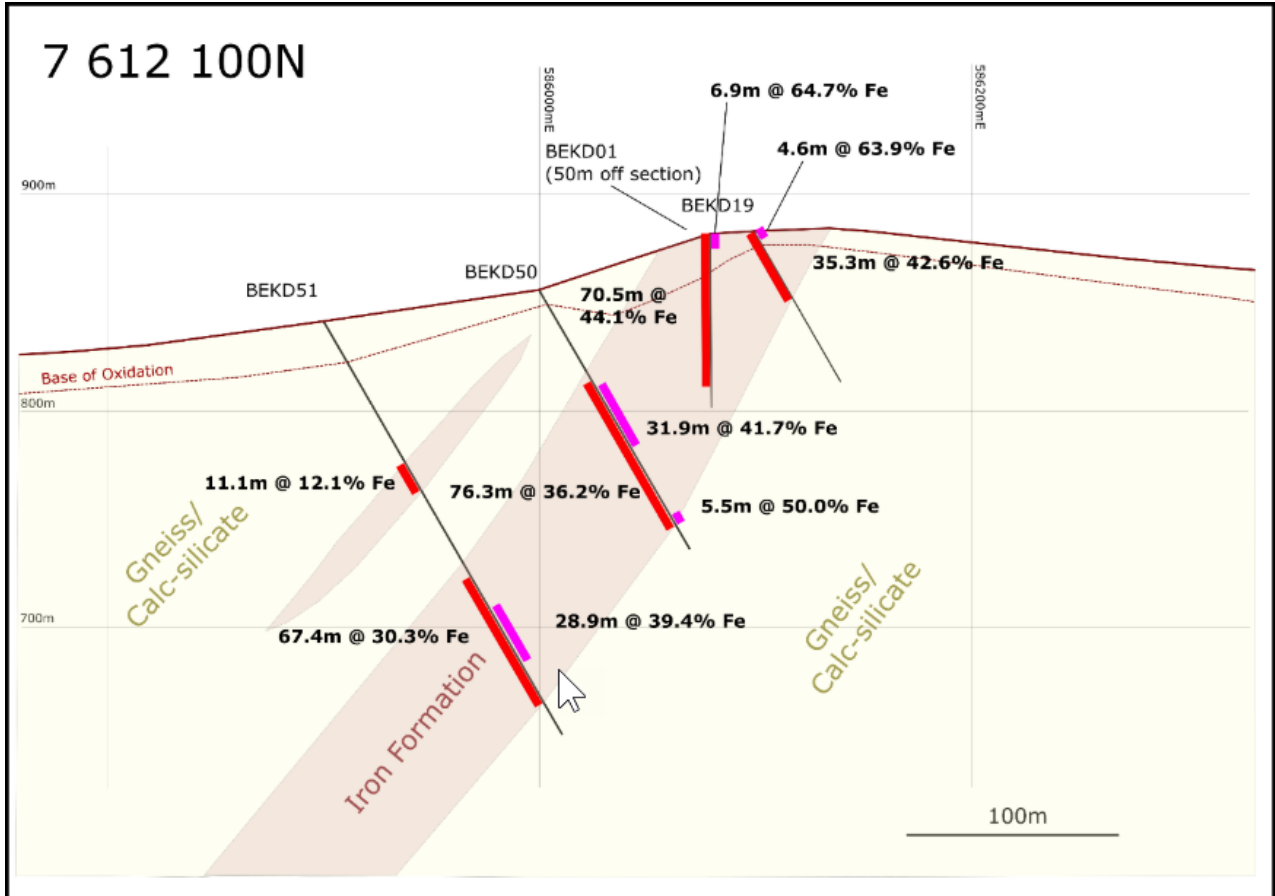 7 612 100N
586000mE
586200mE
6.9m @ 64.7% Fe
4.6m @ 63.9% Fe
BEKD01
(50m off section)
900m
BEKD19
BEKD50
35.3m @ 42.6% Fe
BEKD51
70.5m @
44.1% Fe
Base of Oxidation
800m
31.9m @ 41.7% Fe
11.1m @ 12.1% Fe
76.3m @ 36.2% Fe
5.5m @ 50.0% Fe
Gneiss/
Calc-silicate
Gneiss/
Calc-silicate
700m
28.9m @ 39.4% Fe
67.4m @ 30.3% Fe
Iron Formation
100m